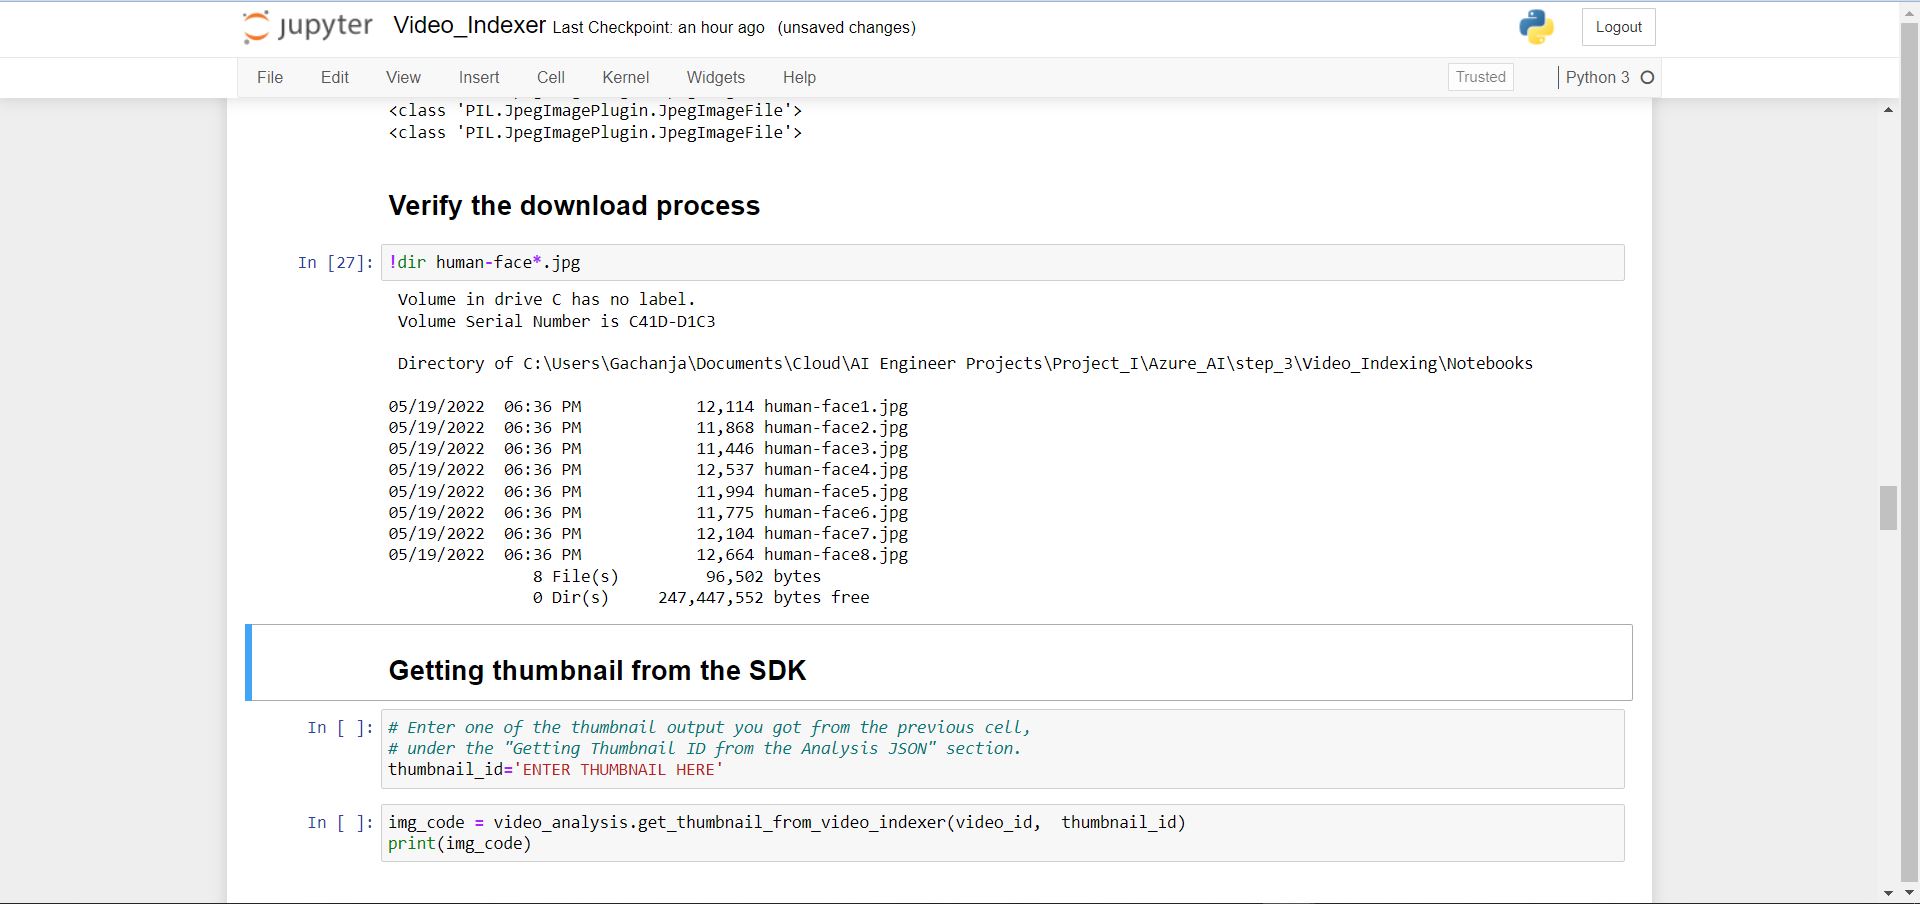 jupyter Video_Indexer Last Checkpoint: an hour ago (unsaved changes) Logout
File Edit View Insert Cell Kernel Widgets Help Trusted Python 3
<class 'PIL.JpegImagePlugin.JpegImageFile'>
<class 'PIL.JpegImagePlugin.JpegImageFile'>
Verify the download process
In [27]: !dir human-face*.jpg
Volume in drive C has no label.
Volume Serial Number is C41D-D1C3
Directory of C:\Users\Gachanja\Documents\Cloud\AI Engineer Projects\Project_I\Azure_AI\step_3\Video_Indexing\Notebooks
05/19/2022 06:36 PM 12,114 human-face1.jpg
05/19/2022 06:36 PM 11,868 human-face2.jpg
05/19/2022 06:36 PM 11,446 human-face3.jpg
05/19/2022 06:36 PM 12,537 human-face4.jpg
05/19/2022 06:36 PM 11,994 human-face5.jpg
05/19/2022 06:36 PM 11,775 human-face6.jpg
05/19/2022 06:36 PM 12,104 human-face7.jpg
05/19/2022 06:36 PM 12,664 human-face8.jpg
8 File(s) 96,502 bytes
0 Dir(s) 247,447,552 bytes free
Getting thumbnail from the SDK
In [ ]: # Enter one of the thumbnail output you got from the previous cell,
# under the "Getting Thumbnail ID from the Analysis JSON" section.
thumbnail_id='ENTER THUMBNAIL HERE'
In [ ]: img_code = video_analysis.get_thumbnail_from_video_indexer(video_id,  thumbnail_id)
print(img_code)